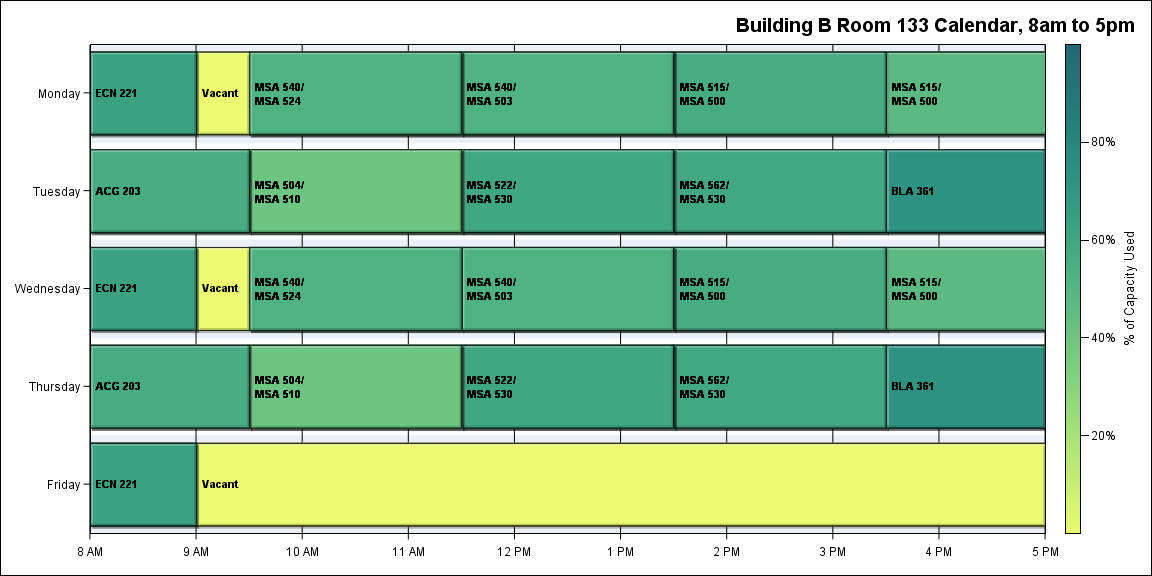 Building B Room 133 Calendar, 8am to 5pm
Monday
ECN 221
Vacant
MSA 540/
MSA 524
MSA 540/
MSA 503
MSA 515/
MSA 500
MSA 515/
MSA 500
Tuesday
ACG 203
MSA 504/
MSA 510
MSA 522/
MSA 530
MSA 562/
MSA 530
BLA 361
Wednesday
ECN 221
Vacant
MSA 540/
MSA 524
MSA 540/
MSA 503
MSA 515/
MSA 500
MSA 515/
MSA 500
Thursday
ACG 203
MSA 504/
MSA 510
MSA 522/
MSA 530
MSA 562/
MSA 530
BLA 361
Friday
ECN 221
Vacant
8 AM
9 AM
10 AM
11 AM
12 PM
1 PM
2 PM
3 PM
4 PM
5 PM
80%
60%
40%
20%
% of Capacity Used